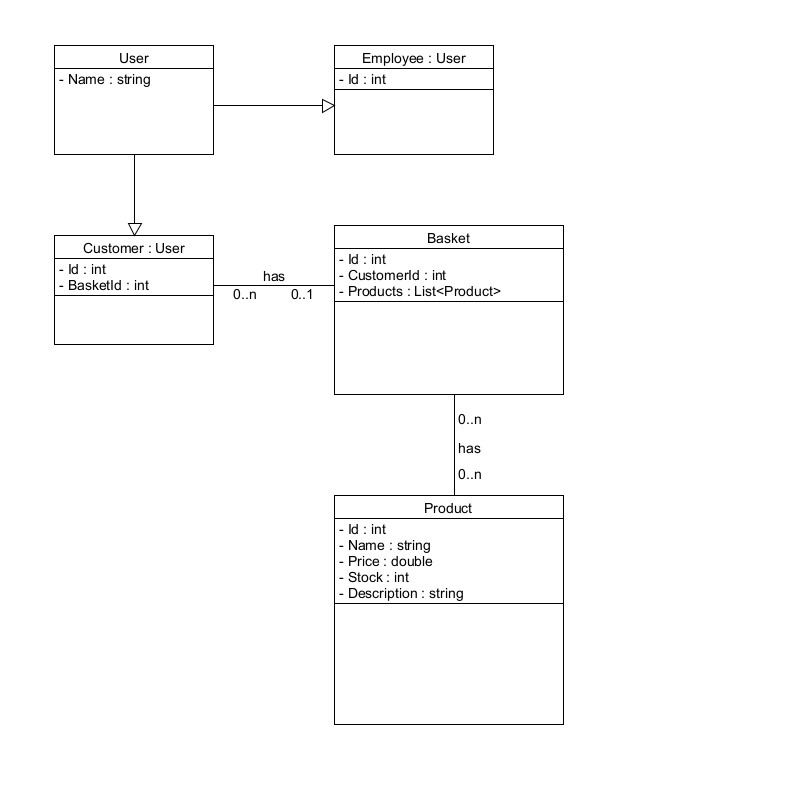 User
- Name : string
Employee : User
- Id : int
Customer : User
- Id : int
- BasketId : int
has
0..n
0..1
Basket
- Id : int
- CustomerId : int
- Products : List<Product>
0..n
has
0..n
Product
- Id : int
- Name : string
- Price : double
- Stock : int
- Description : string